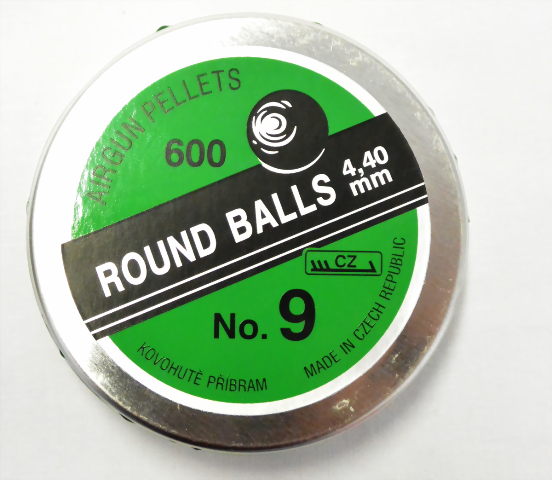 AIRGUN PELLETS
600
ROUND BALLS 4,40 mm
CZ
No. 9
KOVOHUTĚ PŘÍBRAM
MADE IN CZECH REPUBLIC